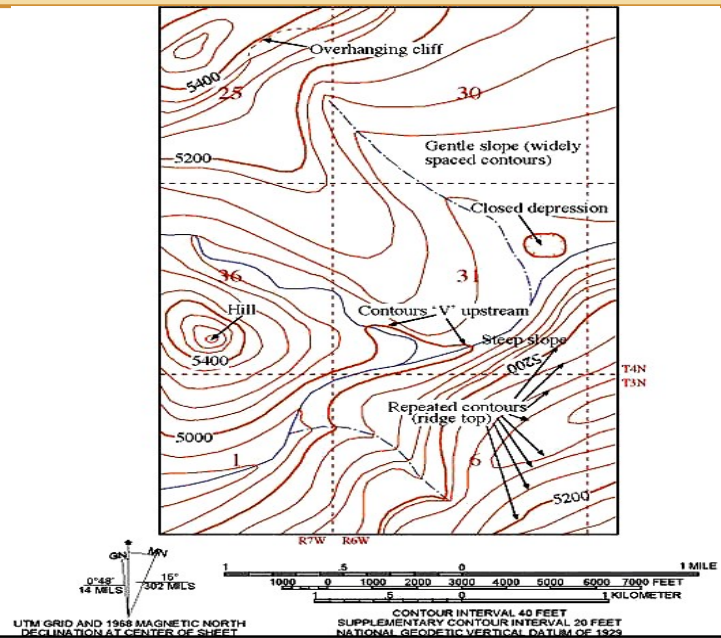 Overhanging cliff
5400
25
30
Gentle slope (widely
spaced contours)
5200
Closed depression
36
31
Hill
Contours 'V' upstream
5400
Steep slope
5200
T4N
T3N
Repeated contours
(ridge top)
5000
1
6
5200
R7W R6W
GN MN
0°48'
14 MILS
15°
302 MILS
1 .5 0 1 MILE
1000 0 1000 2000 3000 4000 5000 6000 7000 FEET
1 .5 0 1 KILOMETER
UTM GRID AND 1968 MAGNETIC NORTH
DECLINATION AT CENTER OF SHEET
CONTOUR INTERVAL 40 FEET
SUPPLEMENTARY CONTOUR INTERVAL 20 FEET
NATIONAL GEODETIC VERTICAL DATUM OF 1929